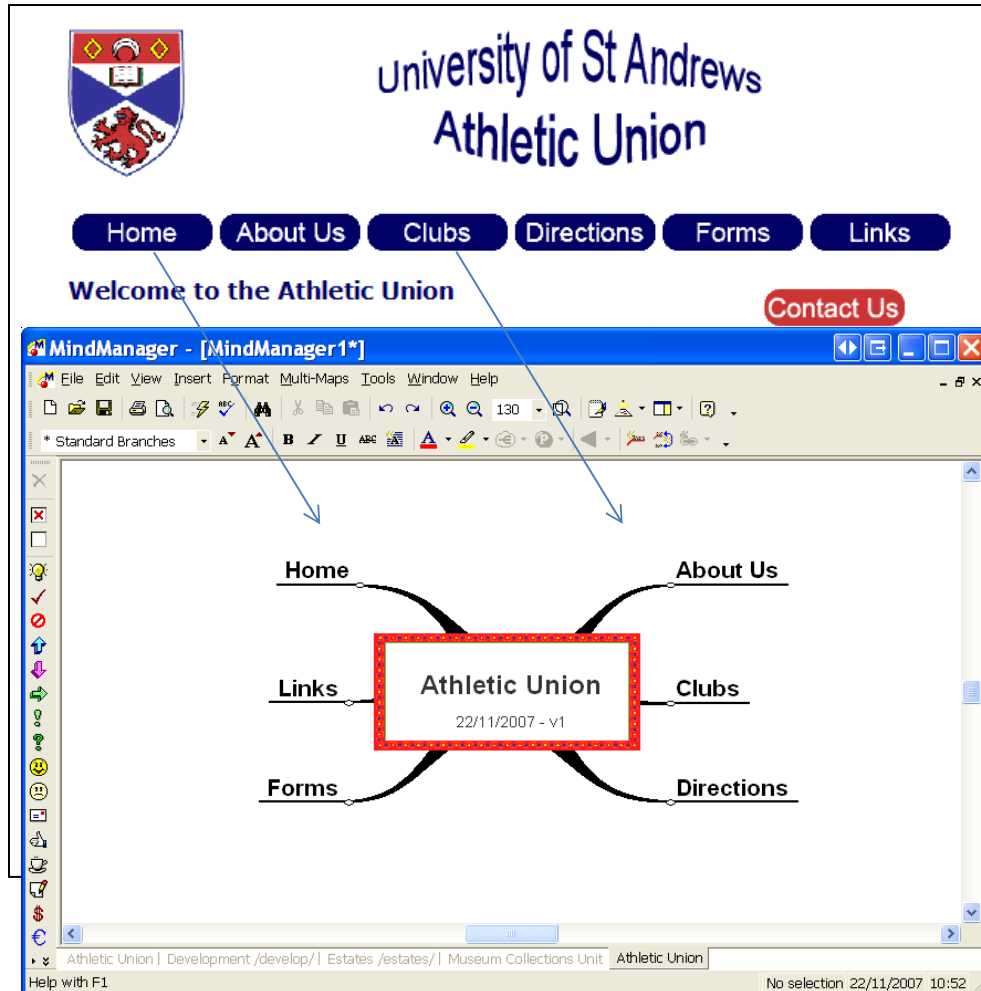 University of St Andrews
Athletic Union
Home About Us Clubs Directions Forms Links
Welcome to the Athletic Union
Contact Us
MindManager - [MindManager1*]
File Edit View Insert Format Multi-Maps Tools Window Help
130
* Standard Branches B I U ABC A
Home About Us
Links Athletic Union Clubs
22/11/2007 - v1
Forms Directions
Athletic Union | Development /develop/ | Estates /estates/ | Museum Collections Unit Athletic Union
Help with F1 No selection 22/11/2007 10:52